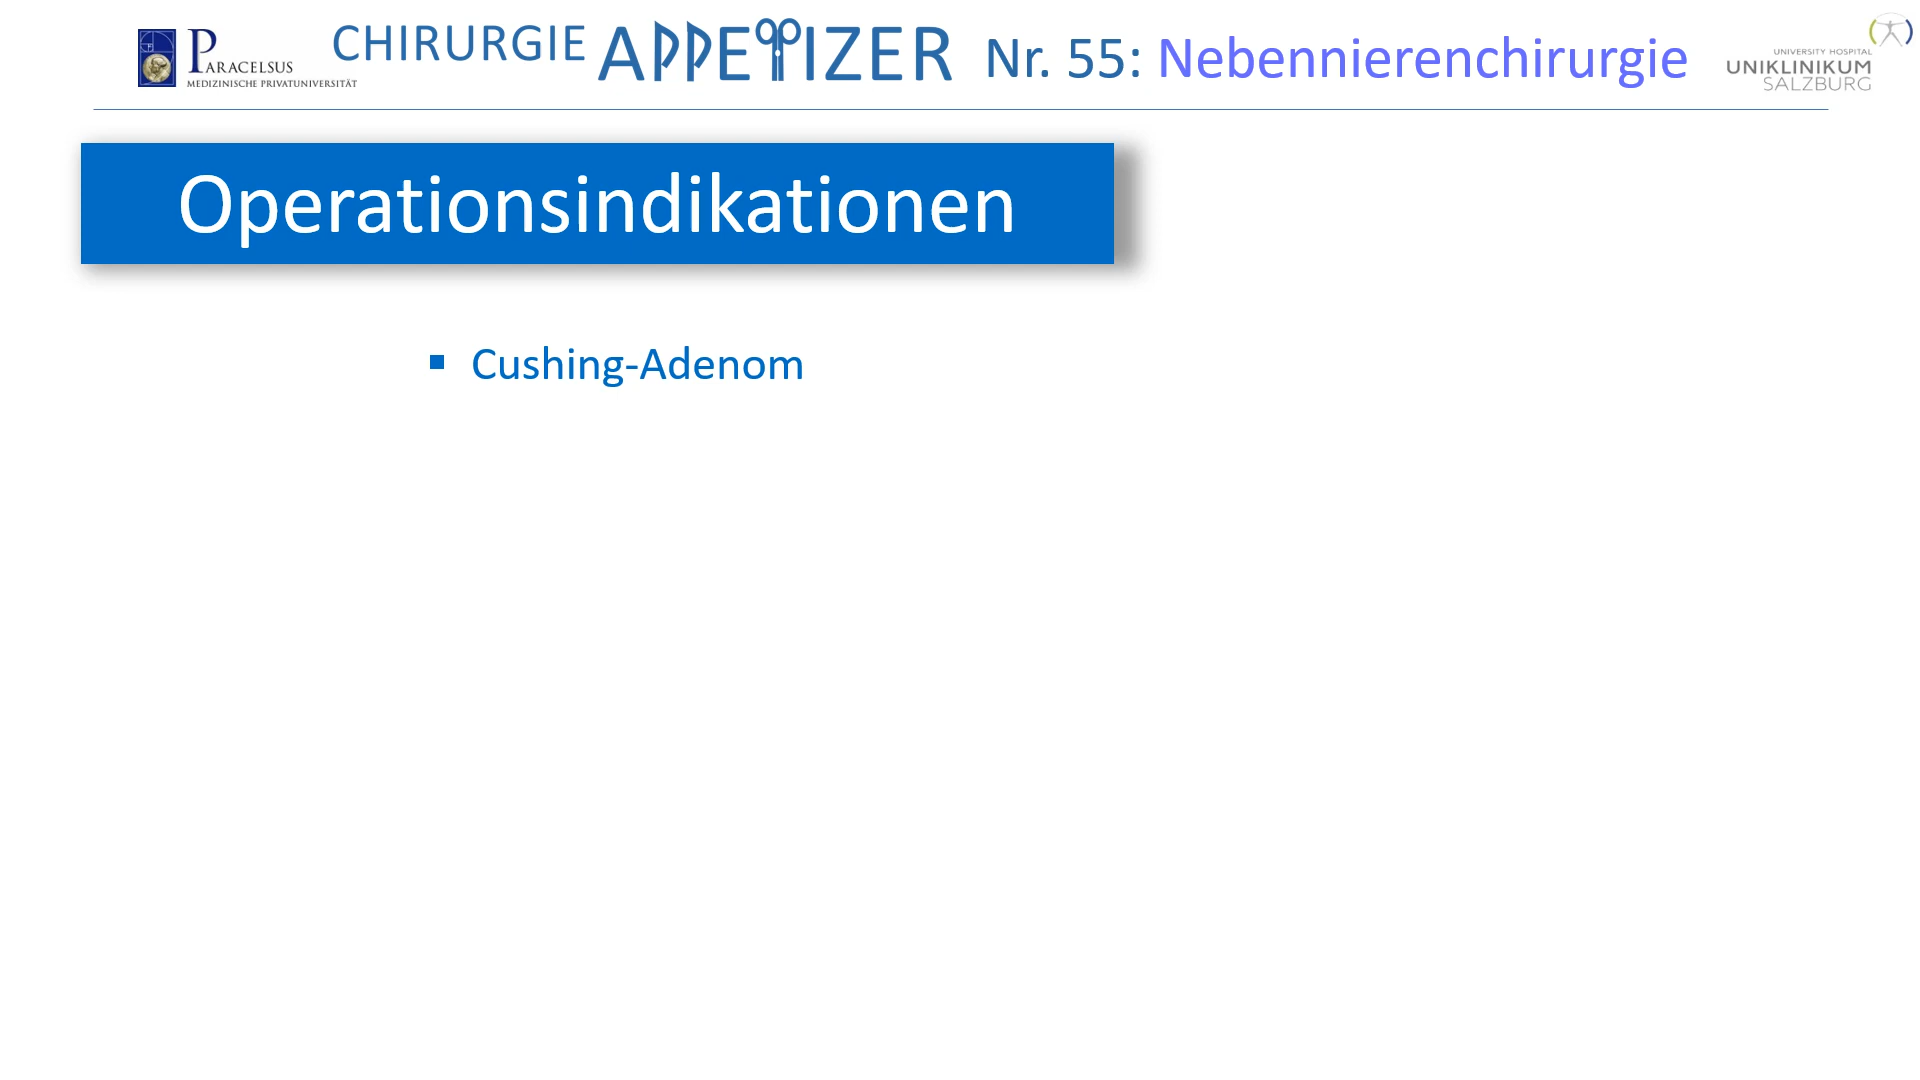 PARACELSUS
MEDIZINISCHE PRIVATUNIVERSITÄT
CHIRURGIE APPETIZER Nr. 55: Nebennierenchirurgie
UNIVERSITY HOSPITAL
UNIKLINIKUM
SALZBURG
Operationsindikationen
▪ Cushing-Adenom